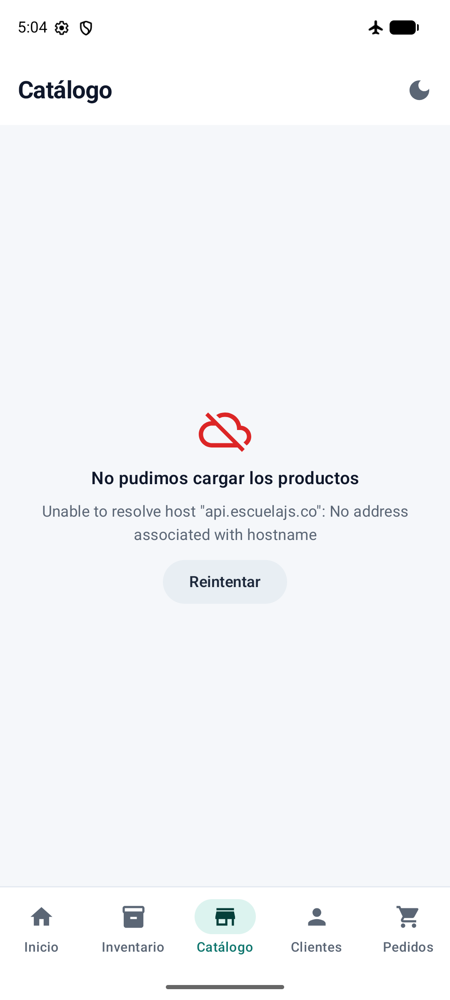 5:04
Catálogo
No pudimos cargar los productos
Unable to resolve host "api.escuelajs.co": No address
associated with hostname
Reintentar
Inicio
Inventario
Catálogo
Clientes
Pedidos